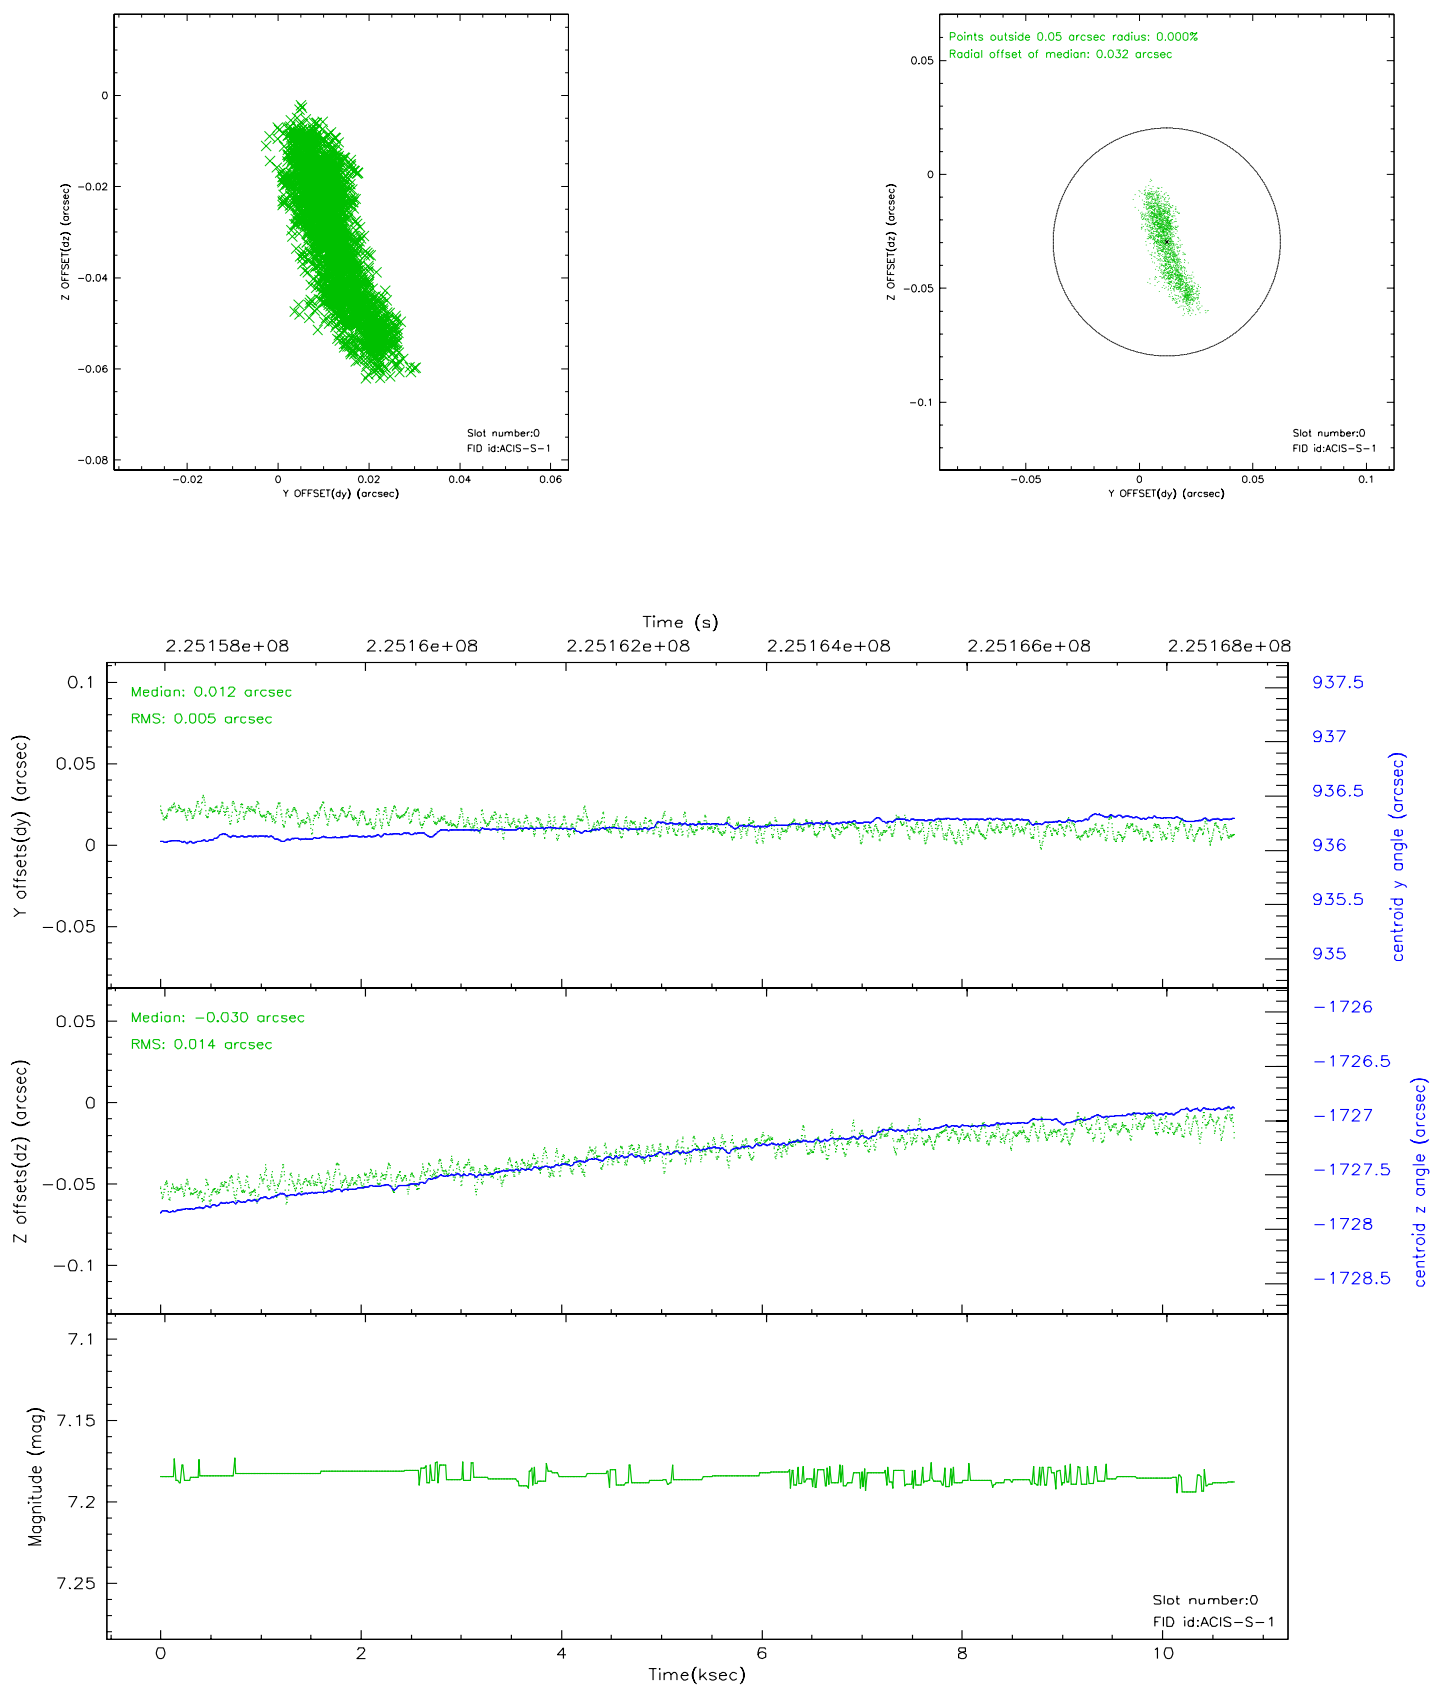 0
−0.02
−0.04
−0.06
−0.08
Z OFFSET(dz) (arcsec)
−0.02
0
0.02
0.04
0.06
Y OFFSET(dy) (arcsec)
Slot number:0
FID id:ACIS−S−1
Points outside 0.05 arcsec radius: 0.000%
Radial offset of median: 0.032 arcsec
0.05
0
−0.05
−0.1
Z OFFSET(dz) (arcsec)
−0.05
0
0.05
0.1
Y OFFSET(dy) (arcsec)
Slot number:0
FID id:ACIS−S−1
Time (s)
2.25158e+08
2.2516e+08
2.25162e+08
2.25164e+08
2.25166e+08
2.25168e+08
Median: 0.012 arcsec
RMS: 0.005 arcsec
0.1
0.05
0
−0.05
Y offsets(dy) (arcsec)
937.5
937
936.5
936
935.5
935
centroid y angle (arcsec)
Median: −0.030 arcsec
RMS: 0.014 arcsec
0.05
0
−0.05
−0.1
Z offsets(dz) (arcsec)
−1726
−1726.5
−1727
−1727.5
−1728
−1728.5
centroid z angle (arcsec)
7.1
7.15
7.2
7.25
Magnitude (mag)
Slot number:0
FID id:ACIS−S−1
0
2
4
6
8
10
Time(ksec)